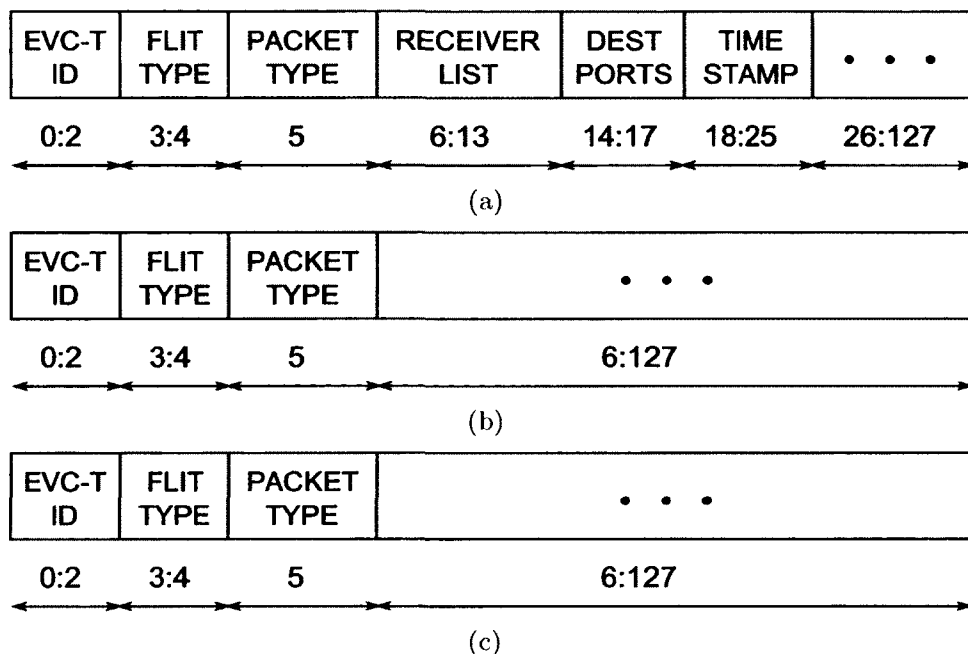 EVC-T ID FLIT TYPE PACKET TYPE RECEIVER LIST DEST PORTS TIME STAMP • • •
0:2 3:4 5 6:13 14:17 18:25 26:127
(a)
EVC-T ID FLIT TYPE PACKET TYPE • • •
0:2 3:4 5 6:127
(b)
EVC-T ID FLIT TYPE PACKET TYPE • • •
0:2 3:4 5 6:127
(c)